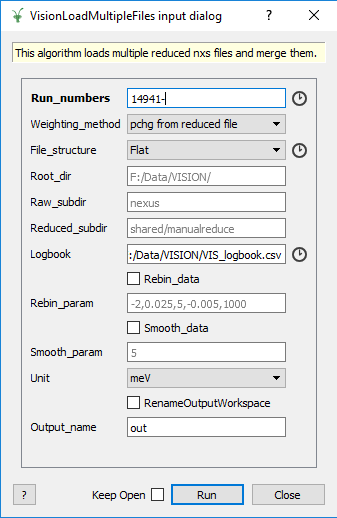 VisionLoadMultipleFiles input dialog ? ×
This algorithm loads multiple reduced nxs files and merge them.
Run_numbers 14941-
Weighting_method pchg from reduced file
File_structure Flat
Root_dir F:/Data/VISION/
Raw_subdir nexus
Reduced_subdir shared/manualreduce
Logbook :/Data/VISION/VIS_logbook.csv
Rebin_data
Rebin_param -2,0.025,5,-0.005,1000
Smooth_data
Smooth_param 5
Unit meV
RenameOutputWorkspace
Output_name out
? Keep Open Run Close